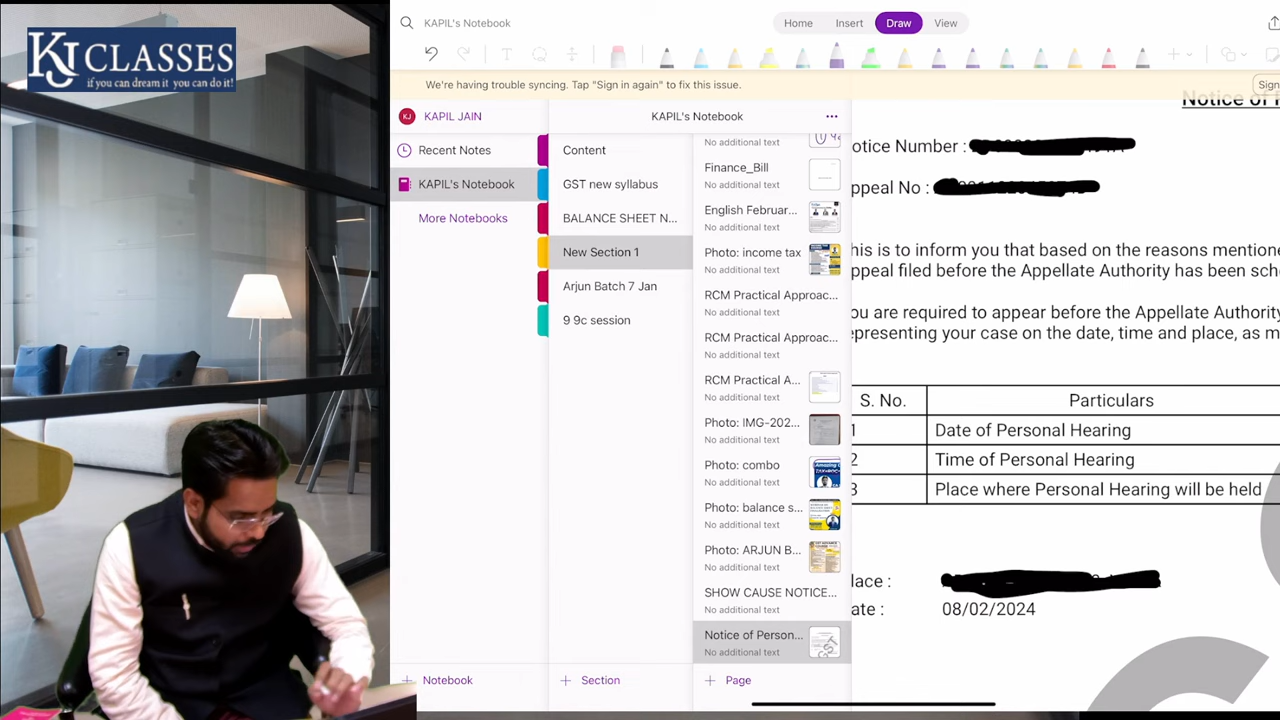 KJ CLASSES
if you can dream it you can do it!
KAPIL's Notebook
Home Insert Draw View
We're having trouble syncing. Tap "Sign in again" to fix this issue.
Sign
KJ KAPIL JAIN
Recent Notes
KAPIL's Notebook
More Notebooks
Notebook
KAPIL's Notebook
Content
GST new syllabus
BALANCE SHEET N...
New Section 1
Arjun Batch 7 Jan
9 9c session
Section
No additional text
Finance_Bill
No additional text
English Februar...
No additional text
Photo: income tax
No additional text
RCM Practical Approac...
No additional text
RCM Practical Approac...
No additional text
RCM Practical A...
No additional text
Photo: IMG-202...
No additional text
Photo: combo
No additional text
Photo: balance s...
No additional text
Photo: ARJUN B...
No additional text
SHOW CAUSE NOTICE...
No additional text
Notice of Person...
No additional text
Page
Notice of
otice Number :
ppeal No :
his is to inform you that based on the reasons mentione
ppeal filed before the Appellate Authority has been sch
ou are required to appear before the Appellate Authority
epresenting your case on the date, time and place, as m
S. No. Particulars
1 Date of Personal Hearing
2 Time of Personal Hearing
3 Place where Personal Hearing will be held
lace :
ate : 08/02/2024